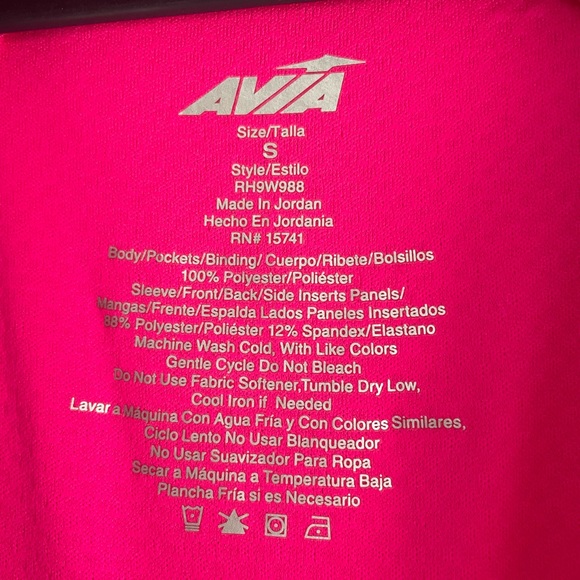 AVIA
Size/Talla
S
Style/Estilo
RH9W988
Made In Jordan
Hecho En Jordania
RN# 15741
Body/Pockets/Binding/ Cuerpo/Ribete/Bolsillos
100% Polyester/Poliéster
Sleeve/Front/Back/Side Inserts Panels/
Mangas/Frente/Espalda Lados Paneles Insertados
88% Polyester/Poliéster 12% Spandex/Elastano
Machine Wash Cold, With Like Colors
Gentle Cycle Do Not Bleach
Do Not Use Fabric Softener,Tumble Dry Low,
Cool Iron if Needed
Lavar a Máquina Con Agua Fría y Con Colores Similares,
Ciclo Lento No Usar Blanqueador
No Usar Suavizador Para Ropa
Secar a Máquina a Temperatura Baja
Plancha Fría si es Necesario